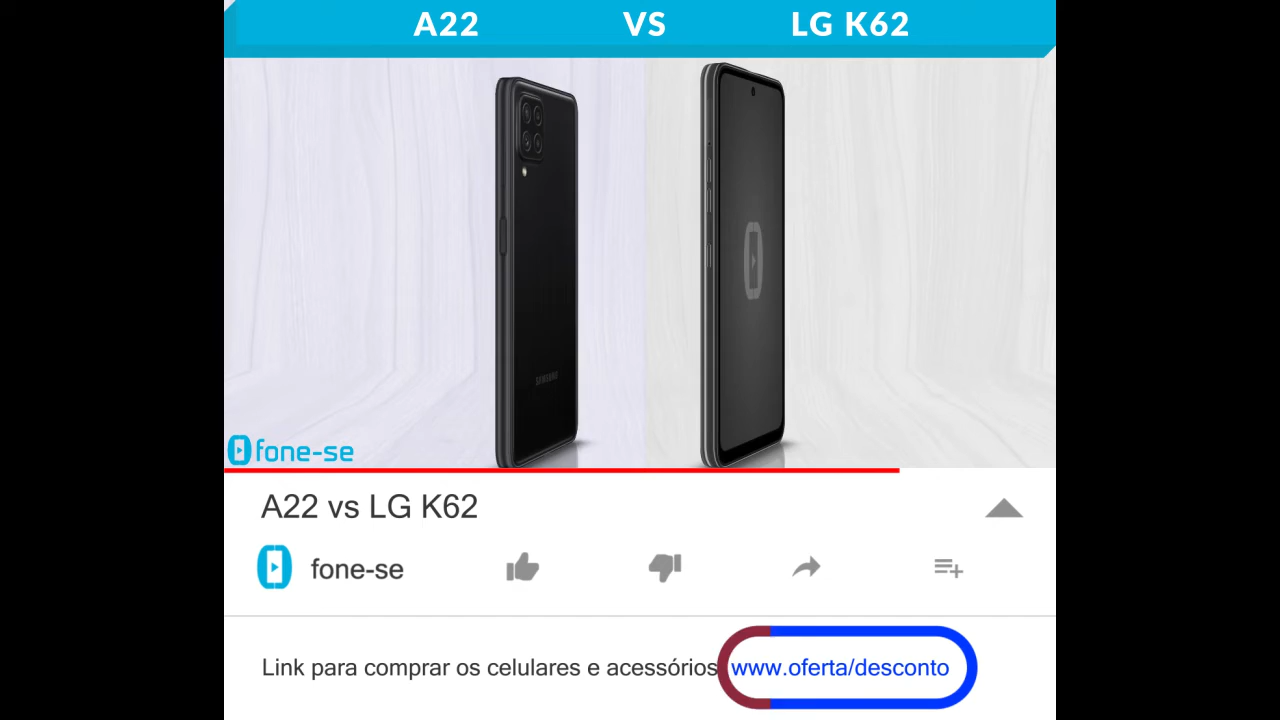 A22 VS LG K62
SAMSUNG
fone-se
A22 vs LG K62
fone-se
Link para comprar os celulares e acessórios www.oferta/desconto